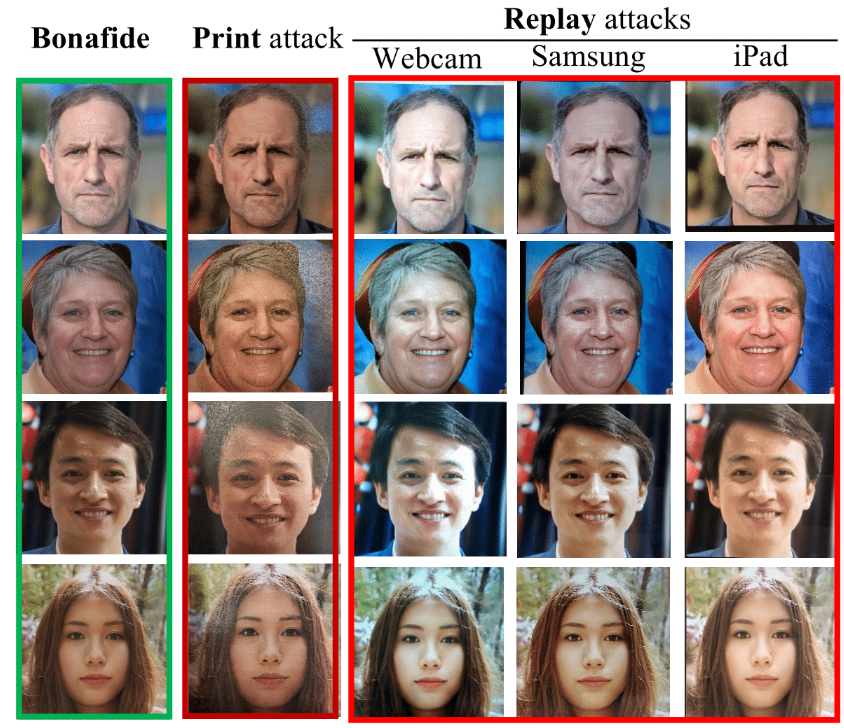 Bonafide
Print attack
Replay attacks
Webcam
Samsung
iPad